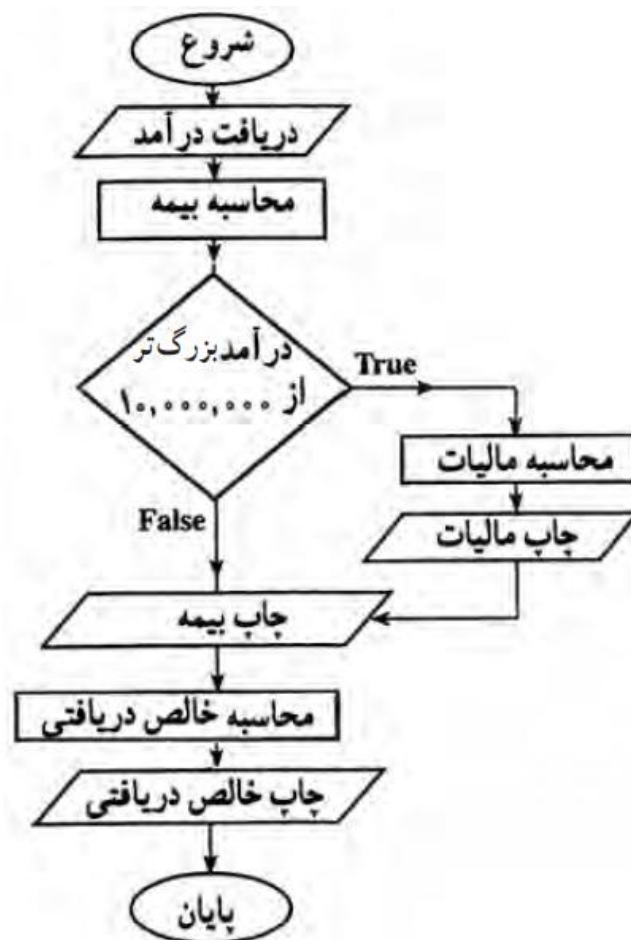 شروع
دریافت درآمد
محاسبه بیمه
درآمد بزرگ‌تر
از ۱۰,۰۰۰,۰۰۰
True
محاسبه مالیات
چاپ مالیات
False
چاپ بیمه
محاسبه خالص دریافتی
چاپ خالص دریافتی
پایان